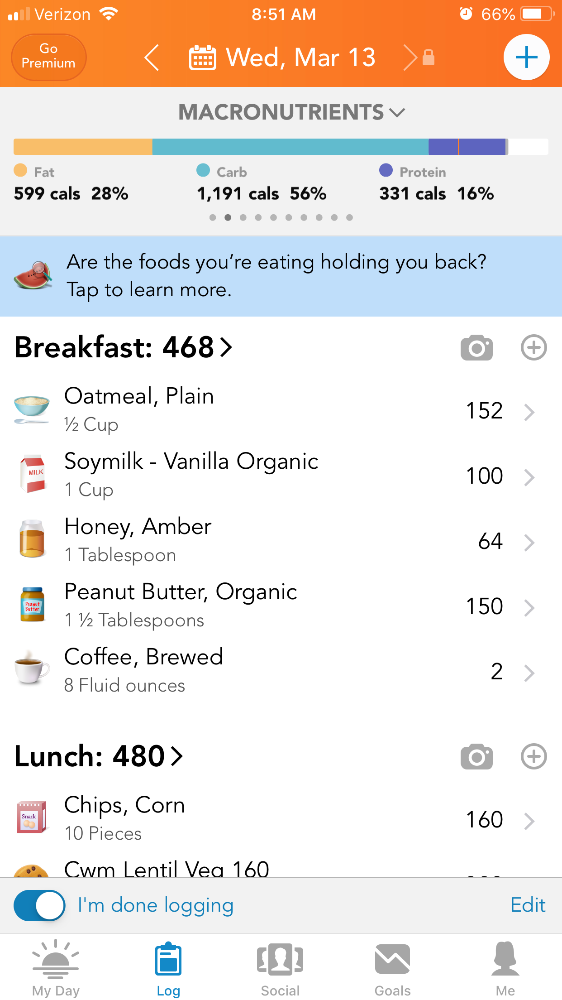 Verizon 8:51 AM 66%
Go
Premium
Wed, Mar 13
MACRONUTRIENTS
Fat Carb Protein
599 cals 28% 1,191 cals 56% 331 cals 16%
Are the foods you’re eating holding you back?
Tap to learn more.
Breakfast: 468
Oatmeal, Plain
½ Cup
152
Soymilk - Vanilla Organic
1 Cup
100
MILK
Honey, Amber
1 Tablespoon
64
Peanut Butter, Organic
1 ½ Tablespoons
150
Peanut
Butter
Coffee, Brewed
8 Fluid ounces
2
Lunch: 480
Chips, Corn
10 Pieces
160
Snack
Cwm Lentil Veg 160
I'm done logging Edit
My Day Log Social Goals Me